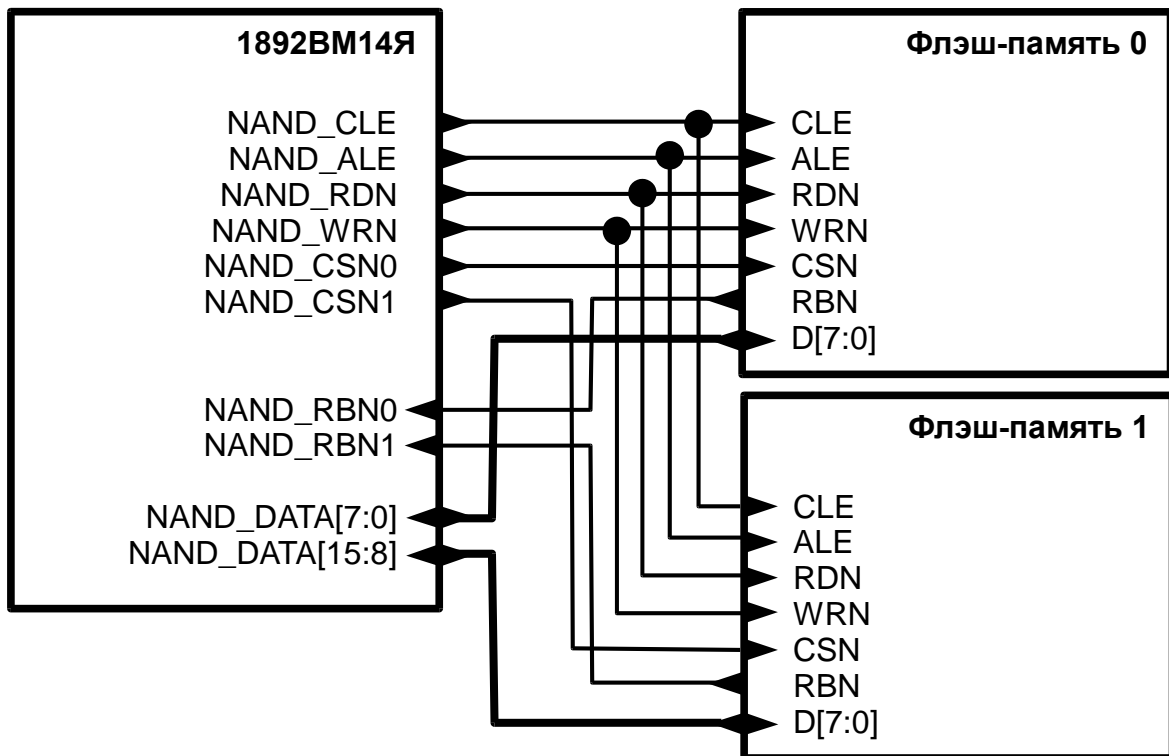 1892ВМ14Я
NAND_CLE
NAND_ALE
NAND_RDN
NAND_WRN
NAND_CSN0
NAND_CSN1
NAND_RBN0
NAND_RBN1
NAND_DATA[7:0]
NAND_DATA[15:8]
Флэш-память 0
CLE
ALE
RDN
WRN
CSN
RBN
D[7:0]
Флэш-память 1
CLE
ALE
RDN
WRN
CSN
RBN
D[7:0]